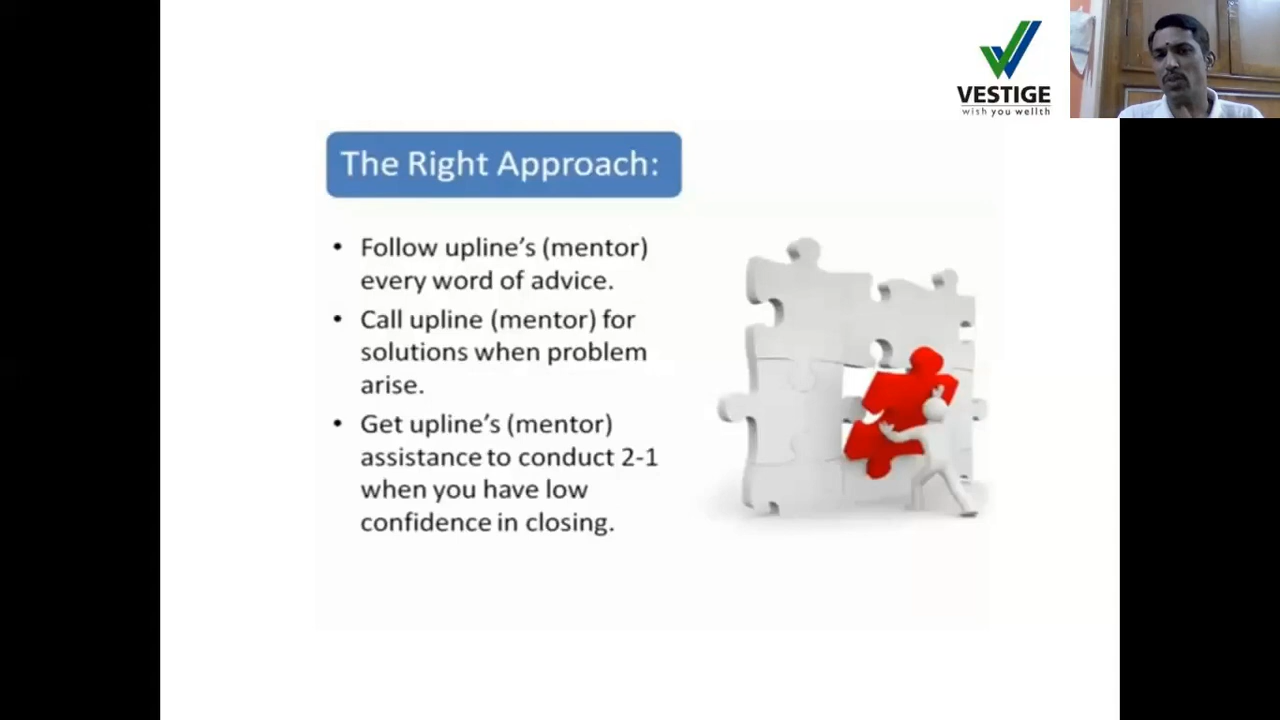 VESTIGE
wish you wellth
The Right Approach:
• Follow upline's (mentor)
every word of advice.
• Call upline (mentor) for
solutions when problem
arise.
• Get upline's (mentor)
assistance to conduct 2-1
when you have low
confidence in closing.